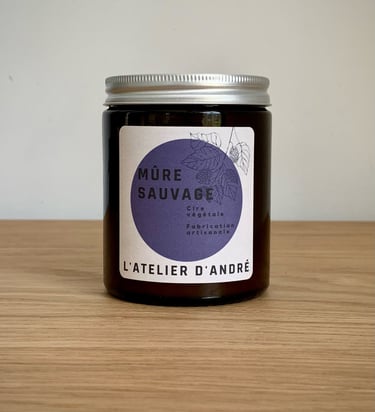 MÛRE
SAUVAGE
Cire
végétale
Fabrication
artisanale
L'ATELIER D'ANDRÉ